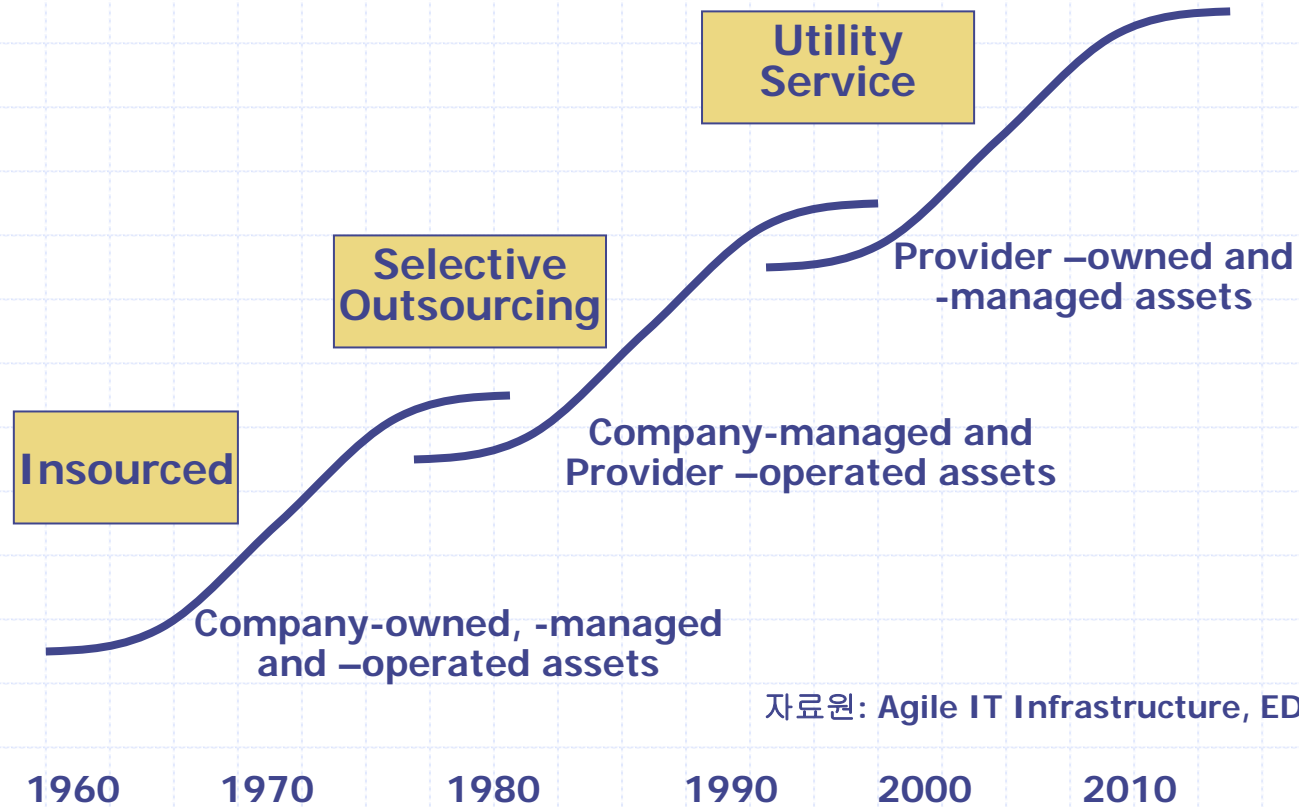 Utility
Service
Provider –owned and
-managed assets
Selective
Outsourcing
Company-managed and
Provider –operated assets
Insourced
Company-owned, -managed
and –operated assets
자료원: Agile IT Infrastructure,
1960 1970 1980 1990 2000 2010